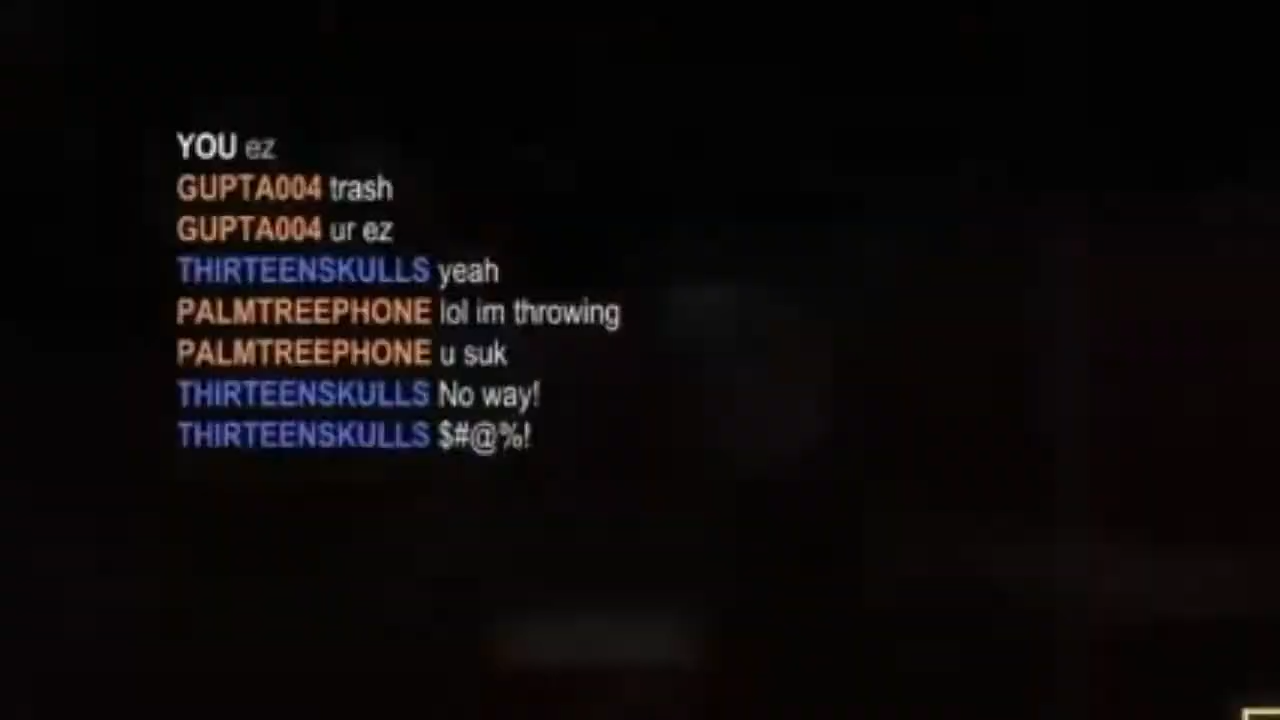 YOU ez
GUPTA004 trash
GUPTA004 ur ez
THIRTEENSKULLS yeah
PALMTREEPHONE lol im throwing
PALMTREEPHONE u suk
THIRTEENSKULLS No way!
THIRTEENSKULLS $#@%!